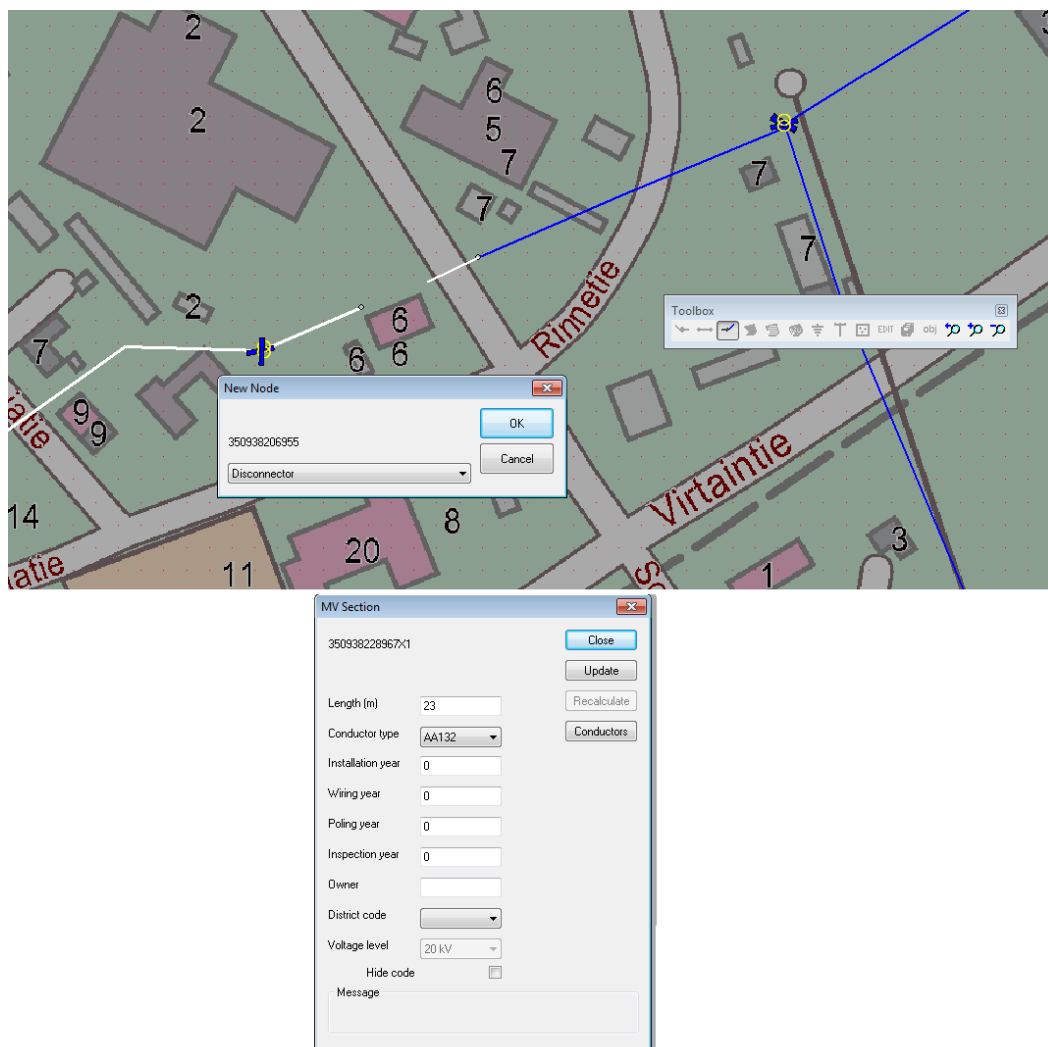 2
2
6
5
7
7
7
7
2
6
6
6
7
9
9
Rinnetie
Toolbox
EDIT
obj
New Node
350938206955
OK
Cancel
Disconnector
Virtaintie
14
11
20
8
1
3
atie
atie
MV Section
350938228967X1
Close
Update
Length (m) 23
Recalculate
Conductor type AA132
Conductors
Installation year 0
Wiring year 0
Poling year 0
Inspection year 0
Owner
District code
Voltage level 20 kV
Hide code
Message